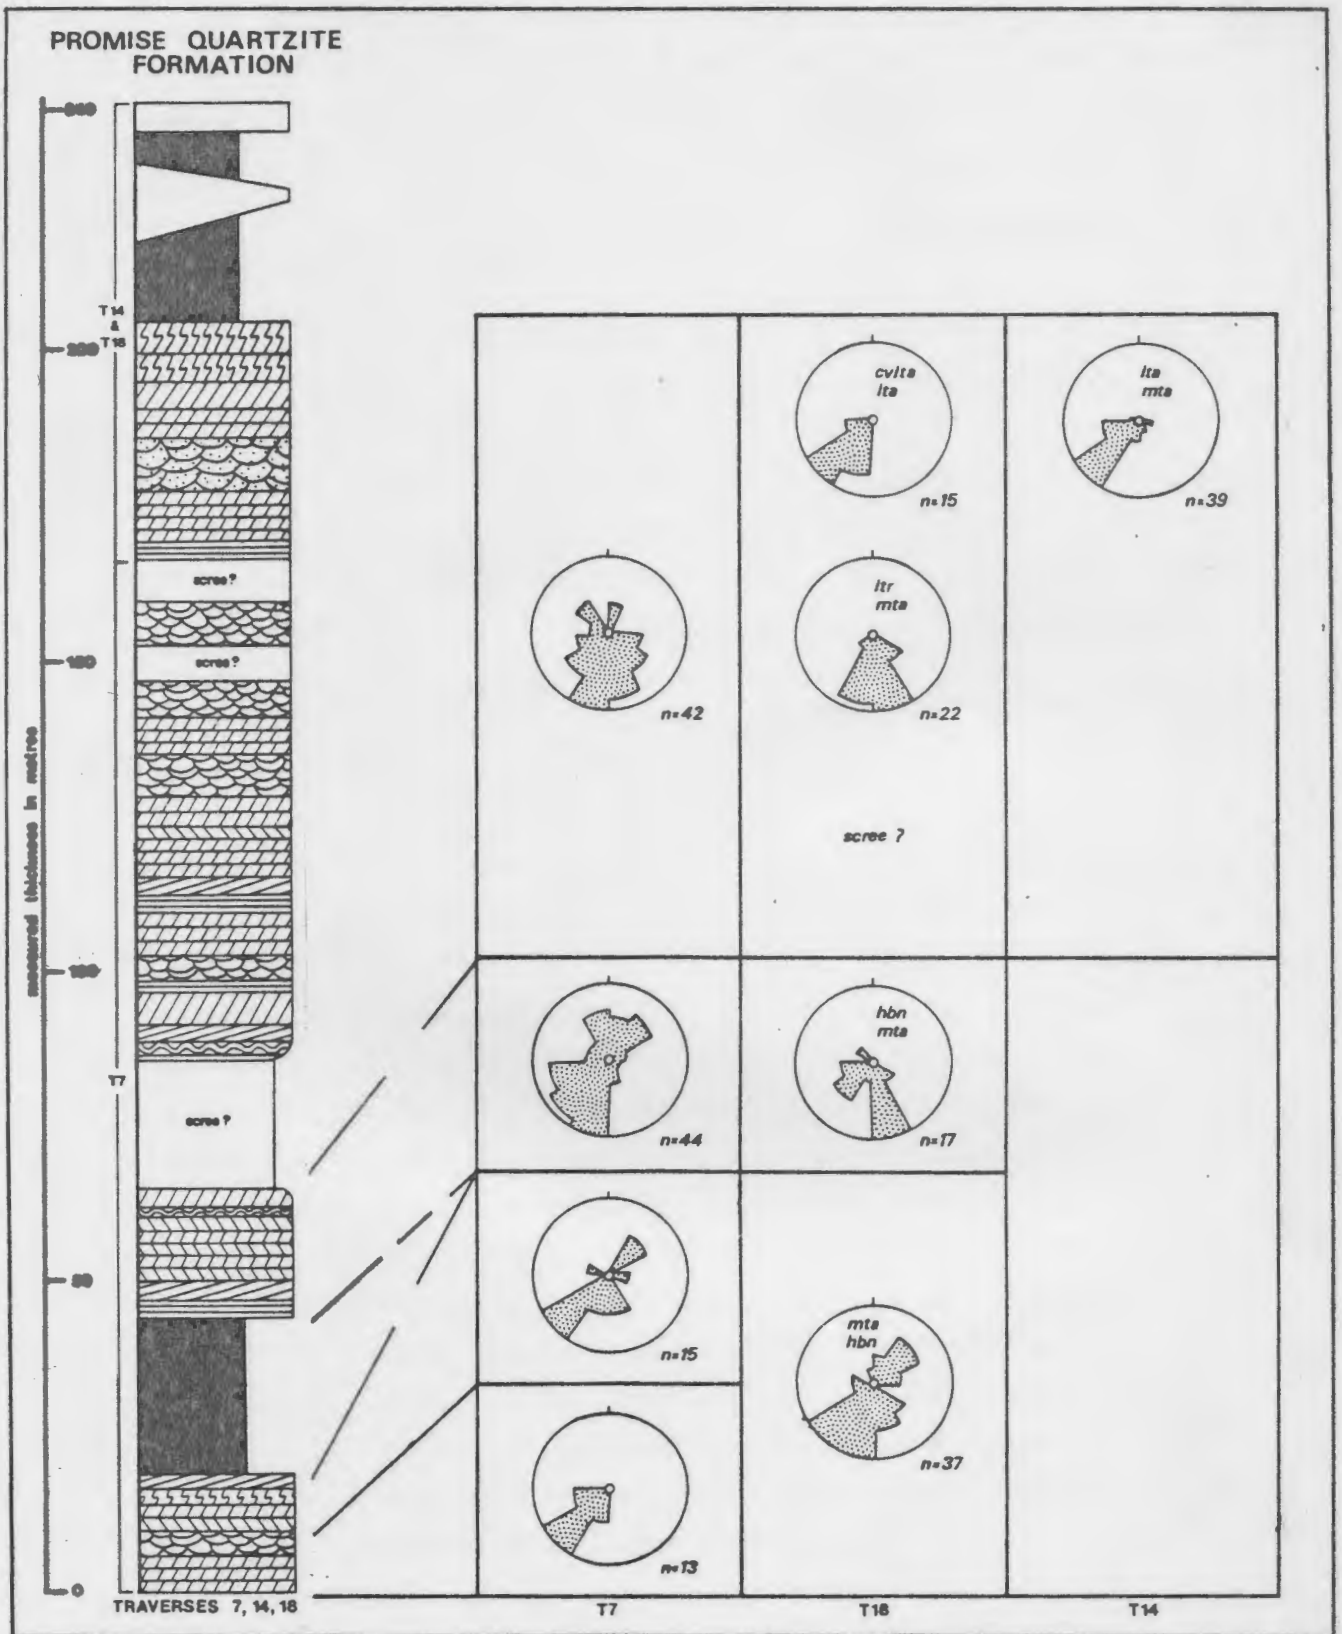 PROMISE QUARTZITE
FORMATION
T14
&
T18
200
scree?
150
scree?
measured thickness in metres
100
T7
scree?
50
0
TRAVERSES 7, 14, 18
cvlta
lta
n=15
lta
mta
n=39
n=42
ltr
mta
n=22
scree ?
n=44
hbn
mta
n=17
n=15
mta
hbn
n=37
n=13
T7
T18
T14